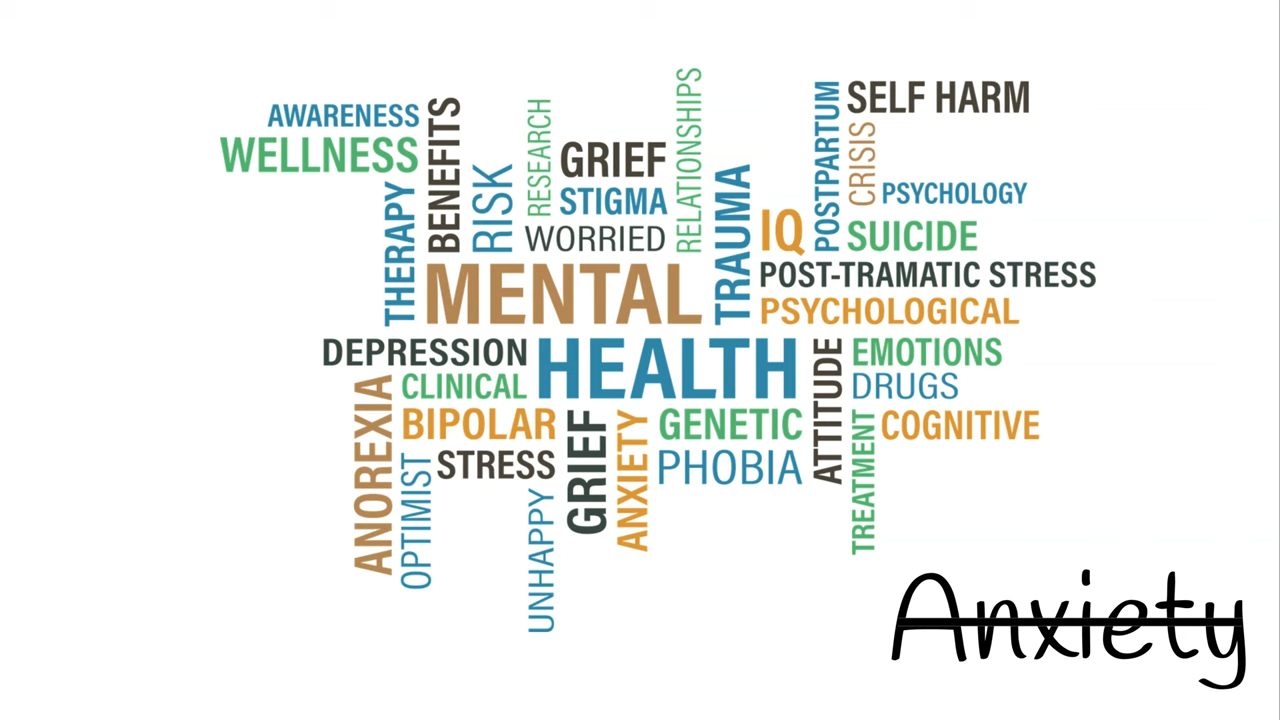 AWARENESS
WELLNESS
THERAPY
BENEFITS
RISK
RESEARCH
GRIEF
STIGMA
WORRIED
RELATIONSHIPS
TRAUMA
IQ
POSTPARTUM
SELF HARM
CRISIS
PSYCHOLOGY
SUICIDE
POST-TRAMATIC STRESS
PSYCHOLOGICAL
MENTAL
HEALTH
DEPRESSION
CLINICAL
BIPOLAR
STRESS
ANOREXIA
OPTIMIST
UNHAPPY
GRIEF
ANXIETY
GENETIC
PHOBIA
ATTITUDE
EMOTIONS
DRUGS
COGNITIVE
TREATMENT
Anxiety